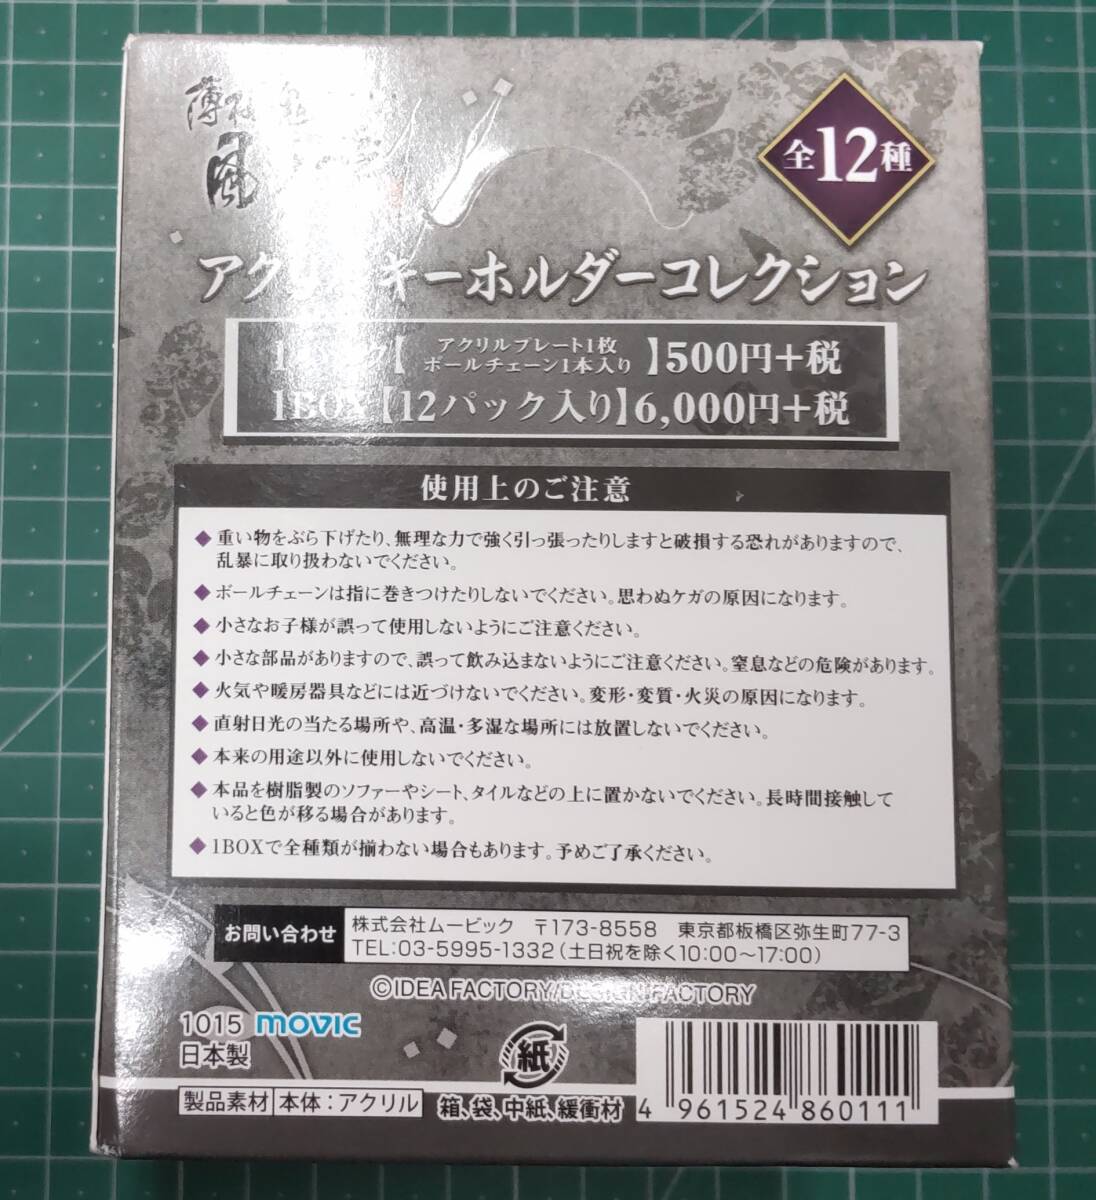 薄桜鬼
風
全12種
アクリルキーホルダーコレクション
アクリルプレート1枚
ボールチェーン1本入り
【 】500円+税
1BOX【12パック入り】6,000円+税
使用上のご注意
◆重い物をぶら下げたり、無理な力で強く引っ張ったりしますと破損する恐れがありますので、
乱暴に取り扱わないでください。
◆ボールチェーンは指に巻きつけたりしないでください。思わぬケガの原因になります。
◆小さなお子様が誤って使用しないようにご注意ください。
◆小さな部品がありますので、誤って飲み込まないようにご注意ください。窒息などの危険があります。
◆火気や暖房器具などには近づけないでください。変形・変質・火災の原因になります。
◆直射日光の当たる場所や、高温・多湿な場所には放置しないでください。
◆本来の用途以外に使用しないでください。
◆本品を樹脂製のソファーやシート、タイルなどの上に置かないでください。長時間接触して
いると色が移る場合があります。
◆1BOXで全種類が揃わない場合もあります。予めご了承ください。
お問い合わせ
株式会社ムービック 〒173-8558 東京都板橋区弥生町77-3
TEL:03-5995-1332(土日祝を除く10:00～17:00)
©IDEA FACTORY/DESIGN FACTORY
1015 movic
日本製
紙
製品素材 本体：アクリル
箱、袋、中紙、緩衝材
4 961524 860111